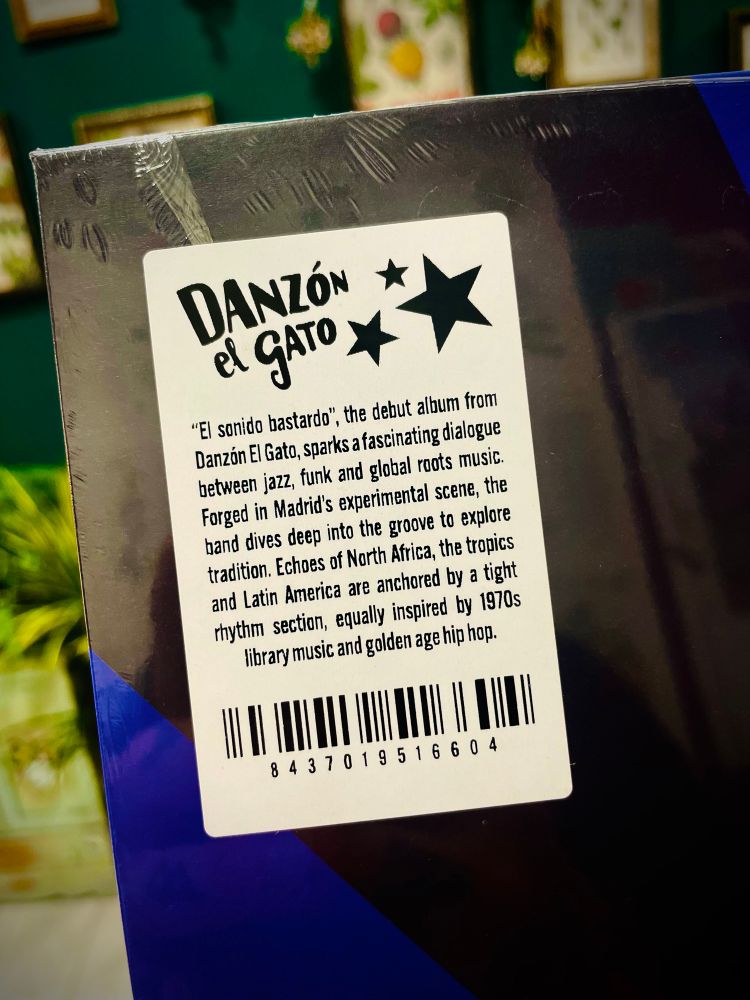 DANZÓN
el GATO
"El sonido bastardo", the debut album from
Danzón El Gato, sparks a fascinating dialogue
between jazz, funk and global roots music.
Forged in Madrid's experimental scene, the
band dives deep into the groove to explore
tradition. Echoes of North Africa, the tropics
and Latin America are anchored by a tight
rhythm section, equally inspired by 1970s
library music and golden age hip hop.
8437019516604